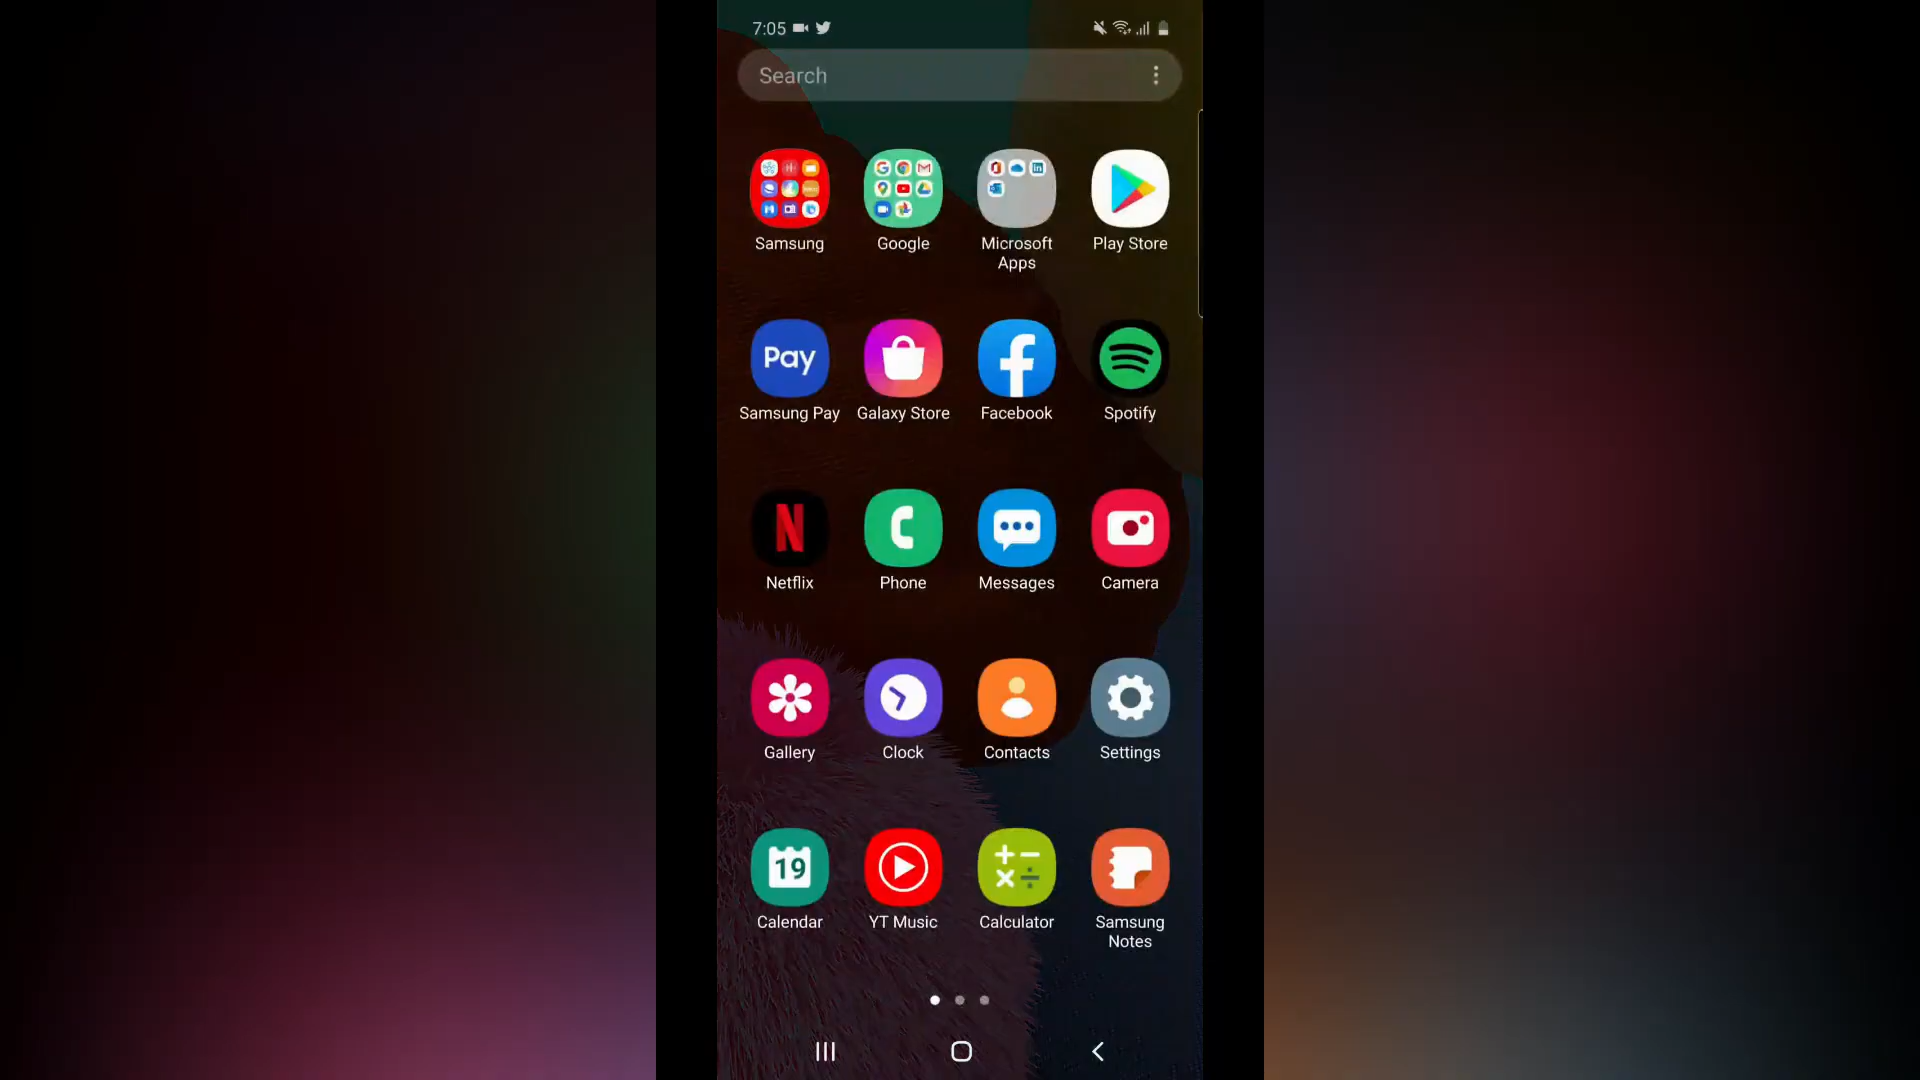 7:05
Search
Samsung
Google
Microsoft
Apps
Play Store
Pay
Samsung Pay
Galaxy Store
Facebook
Spotify
N
Netflix
Phone
Messages
Camera
Gallery
Clock
Contacts
Settings
19
Calendar
YT Music
Calculator
Samsung
Notes